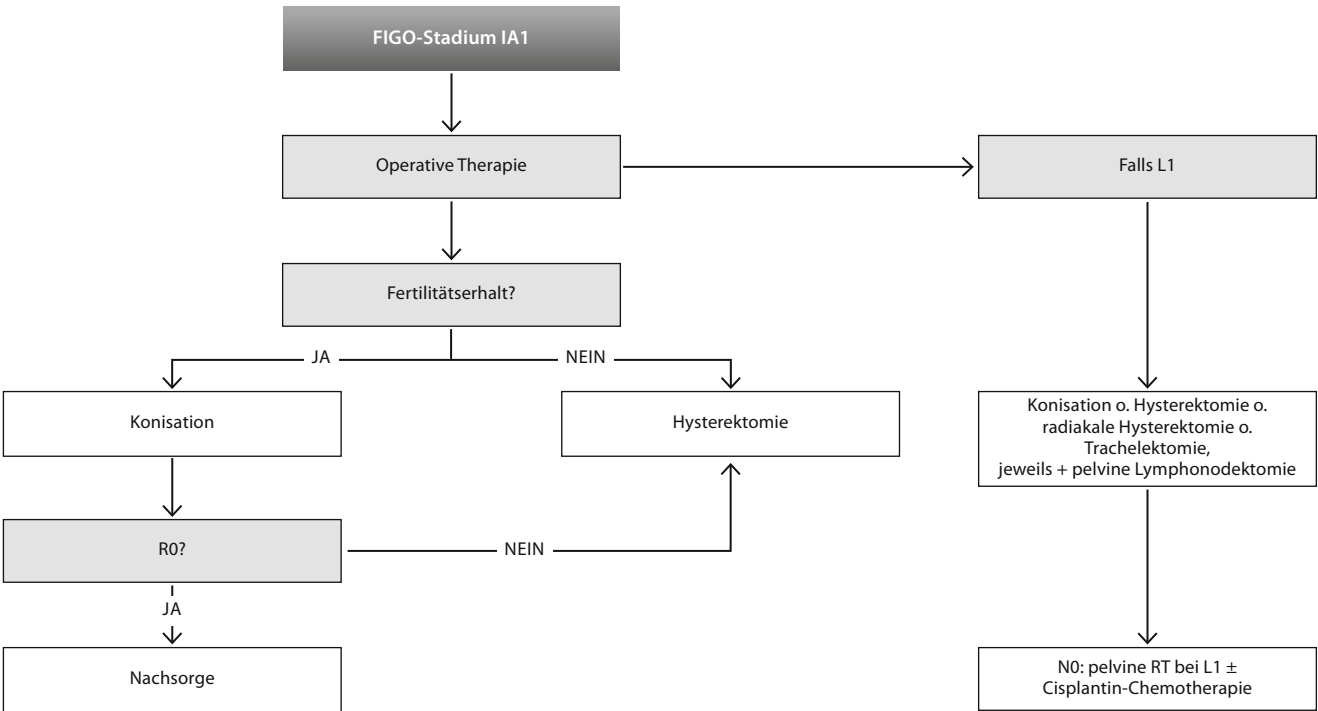 FIGO-Stadium IA1
Operative Therapie
Falls L1
Fertilitätserhalt?
JA
NEIN
Konisation
Hysterektomie
Konisation o. Hysterektomie o.
radiakale Hysterektomie o.
Trachelektomie,
jeweils + pelvine Lymphonodektomie
R0?
NEIN
JA
Nachsorge
N0: pelvine RT bei L1 ±
Cisplantin-Chemotherapie